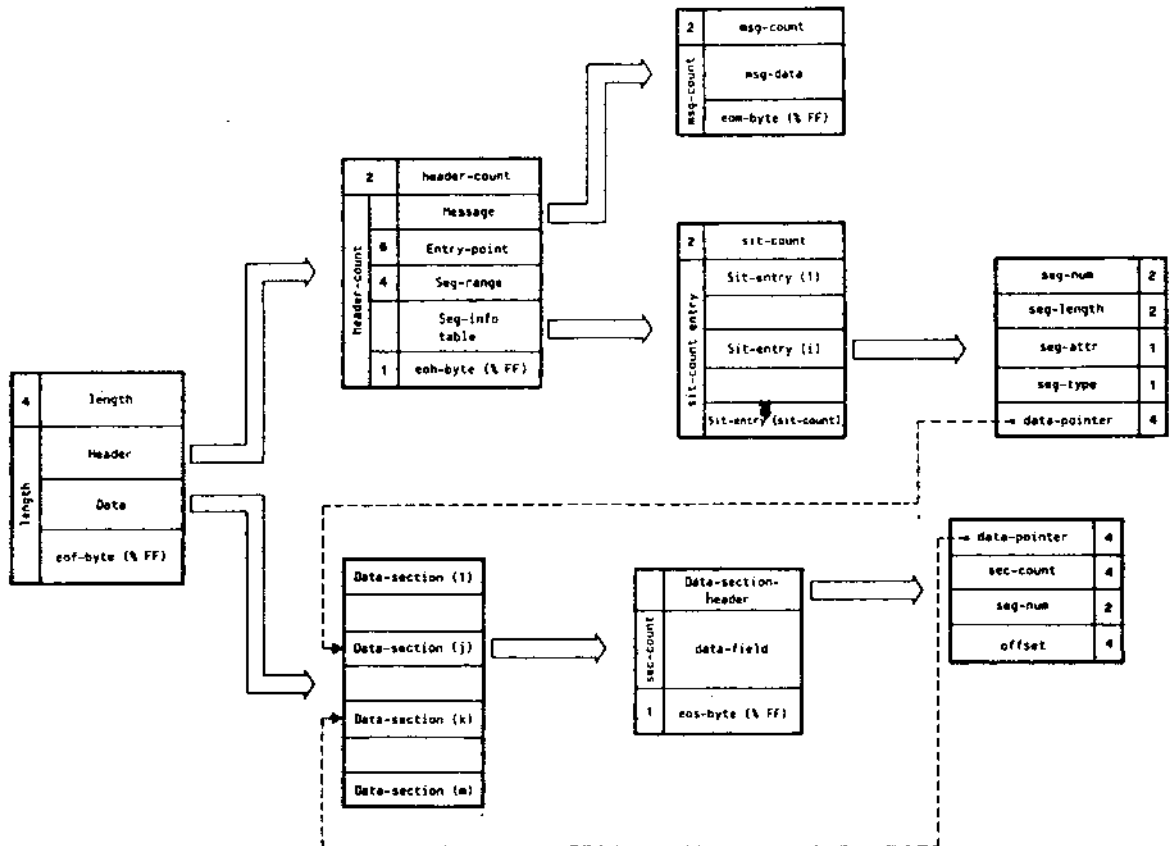 2 msg-count
msg-count
msg-data
eom-byte (% FF)
2 header-count
header-count
Message
6 Entry-point
4 Seg-range
Seg-info
table
1 eoh-byte (% FF)
2 sit-count
sit-count entry
Sit-entry (1)
Sit-entry (i)
Sit-entry (sit-count)
seg-num 2
seg-length 2
seg-attr 1
seg-type 1
data-pointer 4
4 length
length
Header
Data
eof-byte (% FF)
Data-section (1)
Data-section (j)
Data-section (k)
Data-section (m)
Data-section-
header
sec-count
data-field
1 eos-byte (% FF)
data-pointer 4
sec-count 4
seg-num 2
offset 4